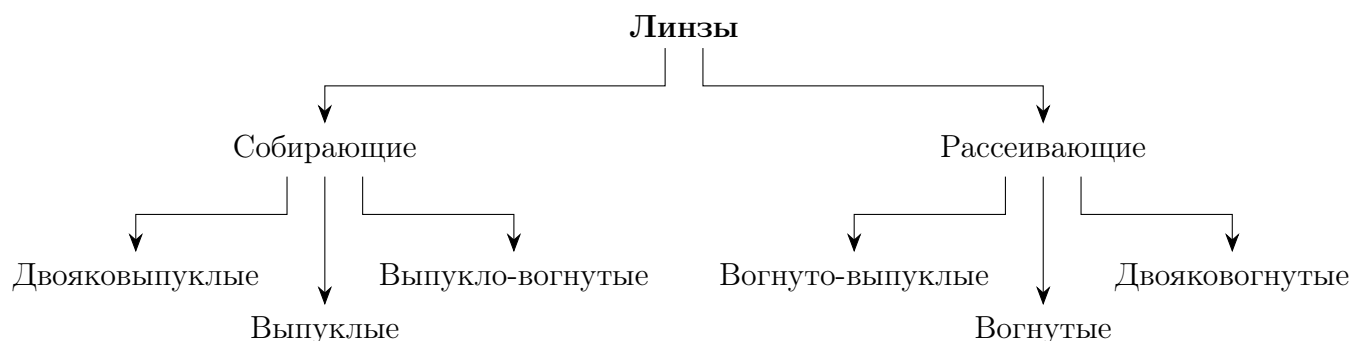 Линзы
Собирающие Рассеивающие
Двояковыпуклые Выпукло-вогнутые Вогнуто-выпуклые Двояковогнутые
Выпуклые Вогнутые